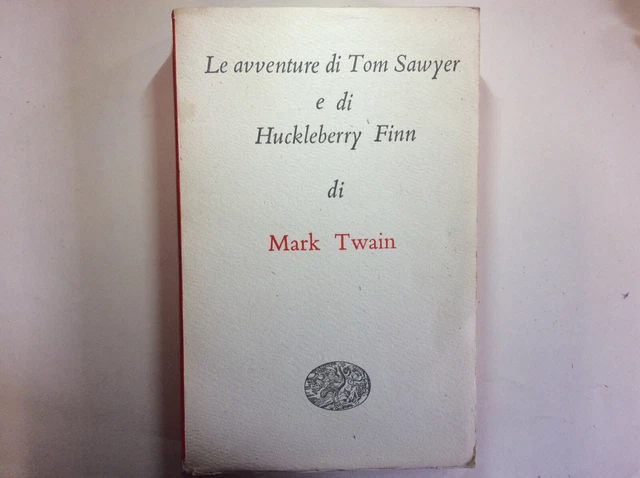 Le avventure di Tom Sawyer
e di
Huckleberry Finn
di
Mark Twain